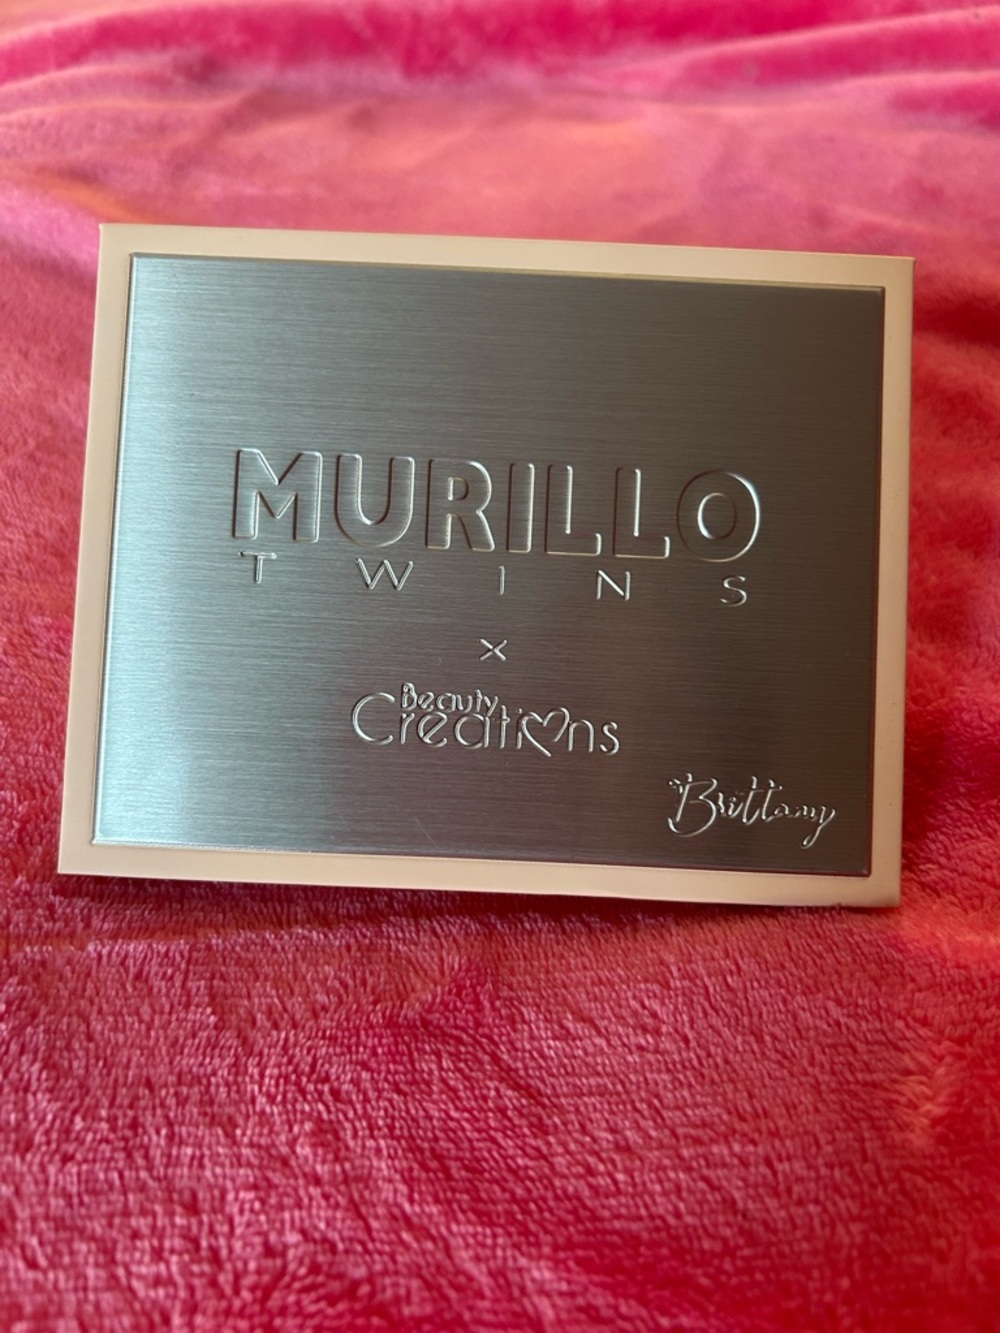 MURILLO
TWINS
×
Beauty
Creations
Brittany